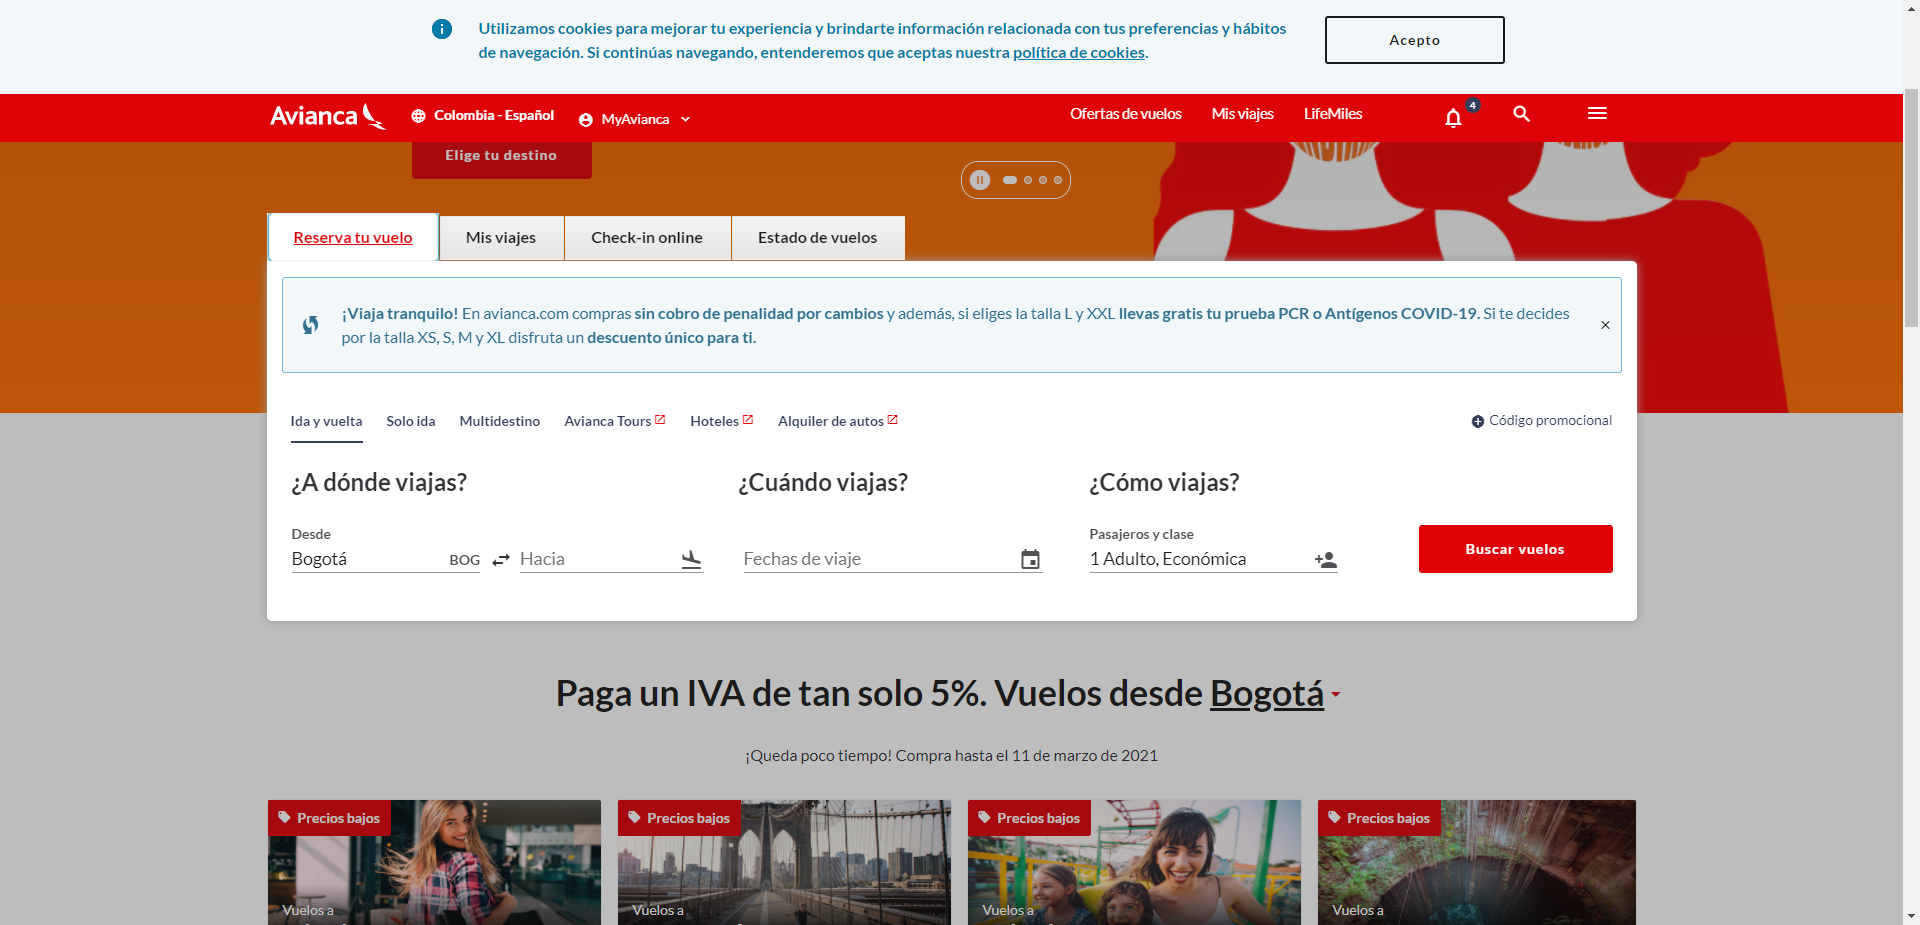 Utilizamos cookies para mejorar tu experiencia y brindarte información relacionada con tus preferencias y hábitos
de navegación. Si continúas navegando, entenderemos que aceptas nuestra política de cookies.
Acepto
Avianca
Colombia - Español
MyAvianca
Ofertas de vuelos
Mis viajes
LifeMiles
4
Elige tu destino
Reserva tu vuelo
Mis viajes
Check-in online
Estado de vuelos
¡Viaja tranquilo! En avianca.com compras sin cobro de penalidad por cambios y además, si eliges la talla L y XXL llevas gratis tu prueba PCR o Antígenos COVID-19. Si te decides
por la talla XS, S, M y XL disfruta un descuento único para ti.
Ida y vuelta
Solo ida
Multidestino
Avianca Tours
Hoteles
Alquiler de autos
Código promocional
¿A dónde viajas?
¿Cuándo viajas?
¿Cómo viajas?
Desde
Bogotá
BOG
Hacia
Fechas de viaje
Pasajeros y clase
1 Adulto, Económica
Buscar vuelos
Paga un IVA de tan solo 5%. Vuelos desde Bogotá
¡Queda poco tiempo! Compra hasta el 11 de marzo de 2021
Precios bajos
Precios bajos
Precios bajos
Precios bajos
Vuelos a
Vuelos a
Vuelos a
Vuelos a